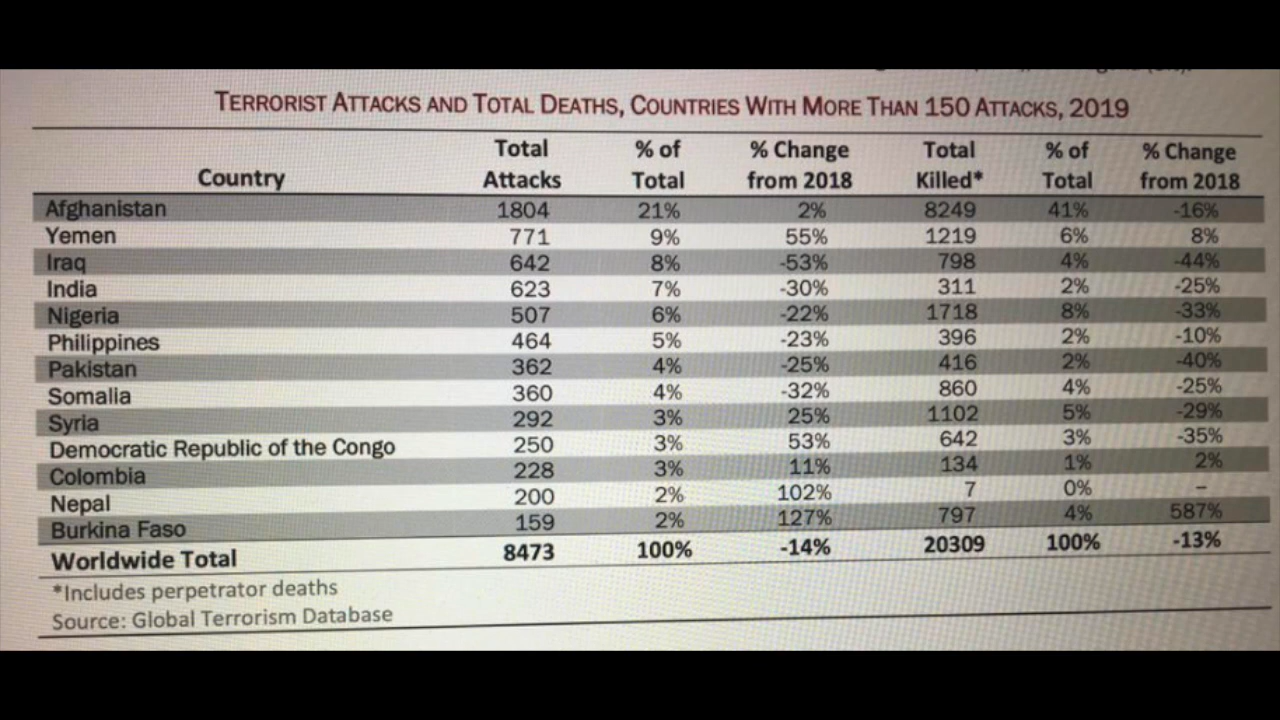 TERRORIST ATTACKS AND TOTAL DEATHS, COUNTRIES WITH MORE THAN 150 ATTACKS, 2019
Country Total Attacks % of Total % Change from 2018 Total Killed* % of Total % Change from 2018
Afghanistan 1804 21% 2% 8249 41% -16%
Yemen 771 9% 55% 1219 6% 8%
Iraq 642 8% -53% 798 4% -44%
India 623 7% -30% 311 2% -25%
Nigeria 507 6% -22% 1718 8% -33%
Philippines 464 5% -23% 396 2% -10%
Pakistan 362 4% -25% 416 2% -40%
Somalia 360 4% -32% 860 4% -25%
Syria 292 3% 25% 1102 5% -29%
Democratic Republic of the Congo 250 3% 53% 642 3% -35%
Colombia 228 3% 11% 134 1% 2%
Nepal 200 2% 102% 7 0% –
Burkina Faso 159 2% 127% 797 4% 587%
Worldwide Total 8473 100% -14% 20309 100% -13%
*Includes perpetrator deaths
Source: Global Terrorism Database